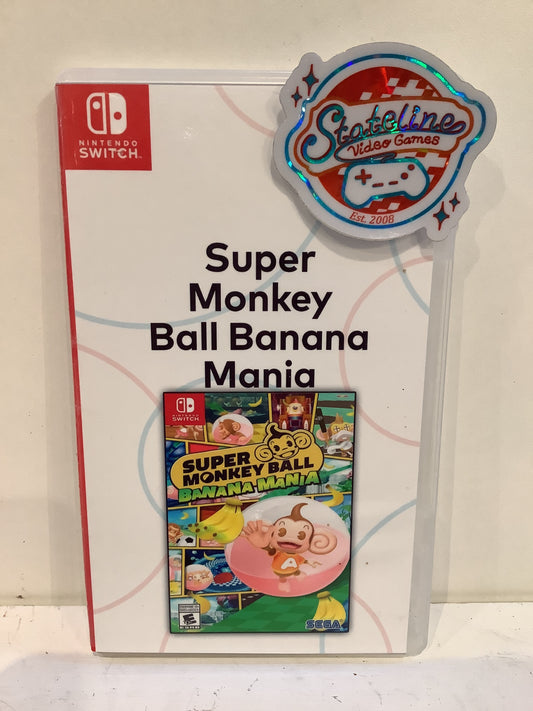 NINTENDO
SWITCH
Stateline
Video Games
Est. 2008
Super
Monkey
Ball Banana
Mania
NINTENDO
SWITCH
SUPER
MONKEY BALL
BANANA MANIA
A
E
SEGA